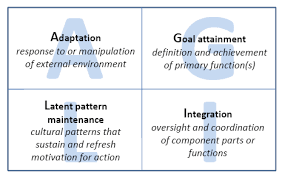 A
G
Adaptation
response to or manipulation
of external environment
Goal attainment
definition and achievement
of primary function(s)
L
I
Latent pattern
maintenance
cultural patterns that
sustain and refresh
motivation for action
Integration
oversight and coordination
of component parts or
functions